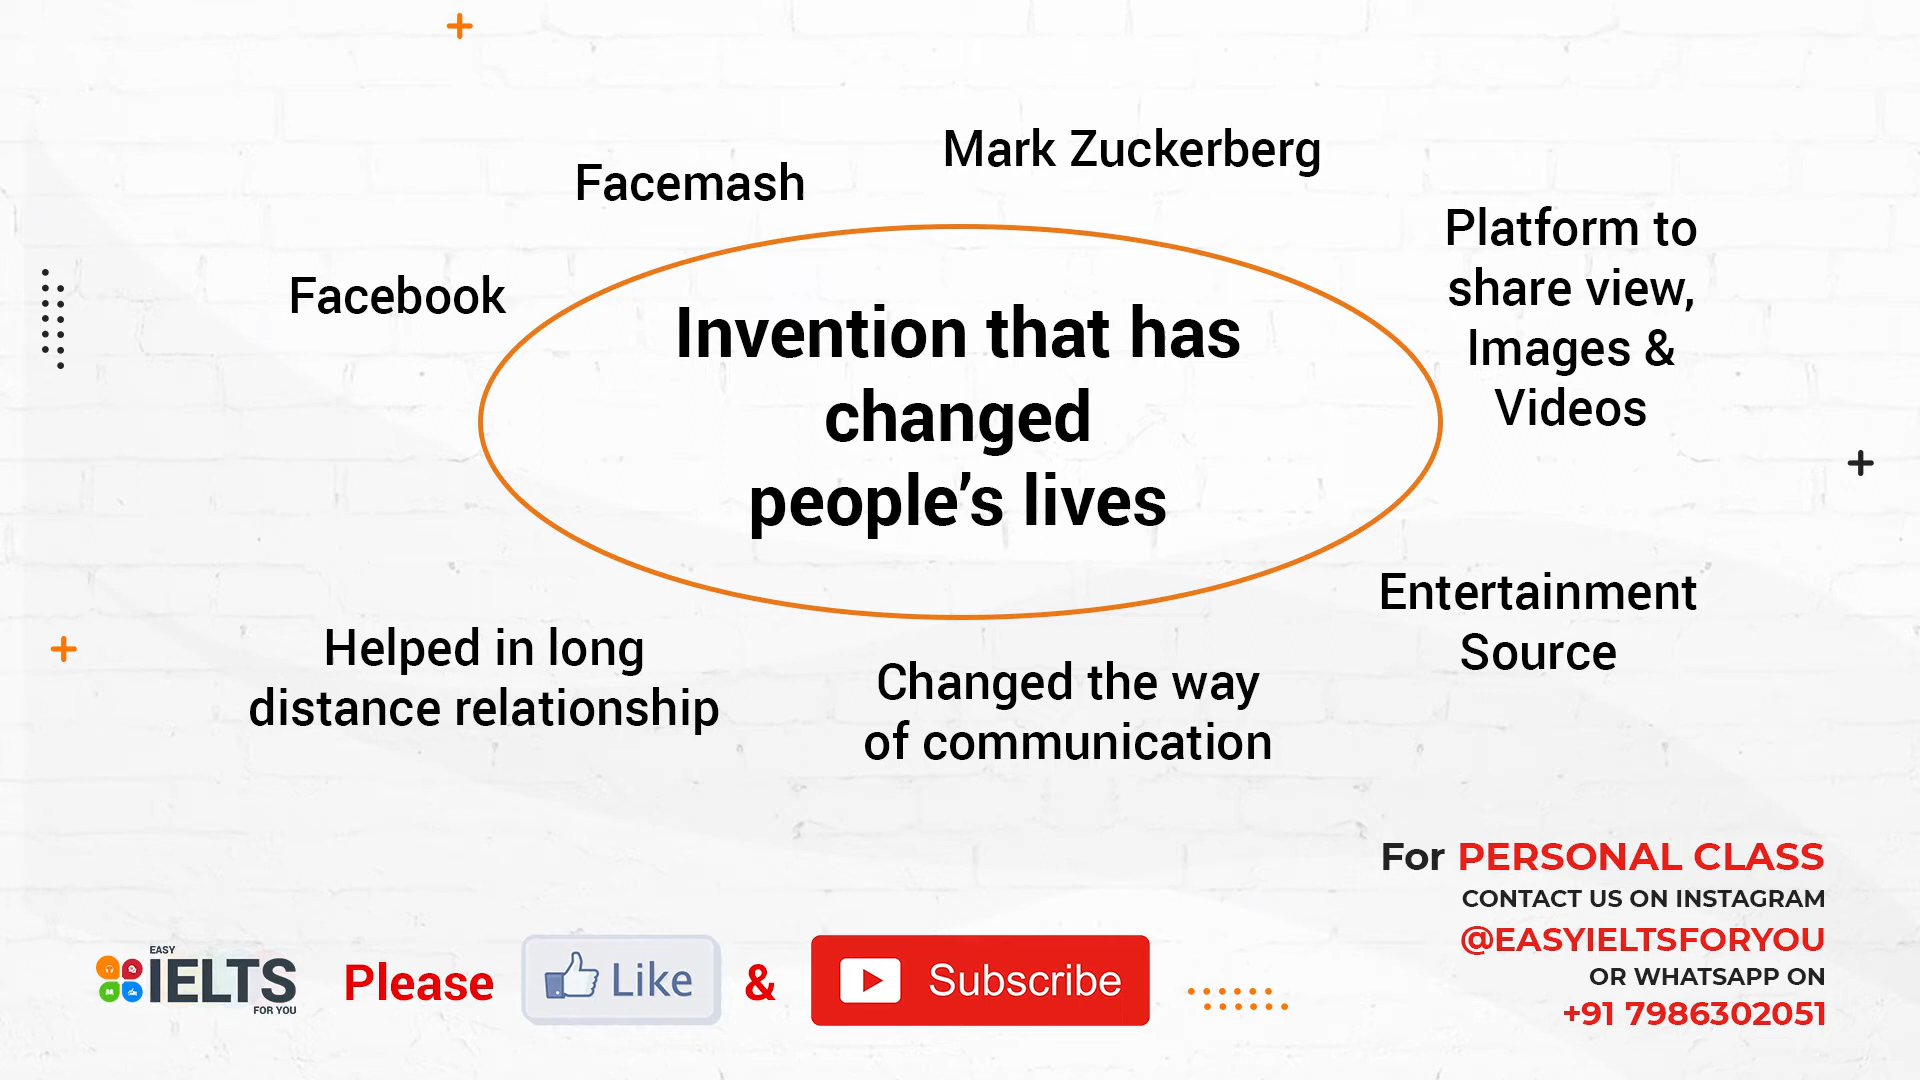 Mark Zuckerberg
Facemash
Facebook
Platform to
share view,
Images &
Videos
Invention that has
changed
people's lives
Entertainment
Source
Helped in long
distance relationship
Changed the way
of communication
For PERSONAL CLASS
CONTACT US ON INSTAGRAM
@EASYIELTSFORYOU
OR WHATSAPP ON
+91 7986302051
EASY
IELTS
FOR YOU
Please
Like
&
Subscribe